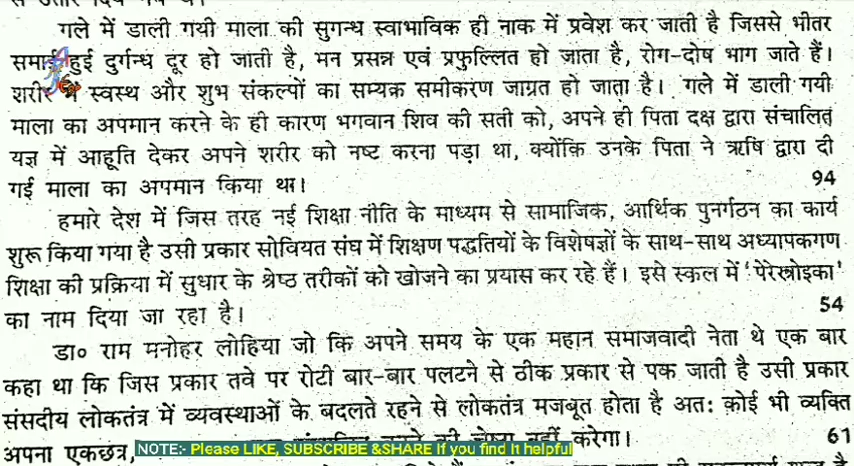 गले में डाली गयी माला की सुगन्ध स्वाभाविक ही नाक में प्रवेश कर जाती है जिससे भीतर
समाई हुई दुर्गन्ध दूर हो जाती है, मन प्रसन्न एवं प्रफुल्लित हो जाता है, रोग-दोष भाग जाते हैं।
शरीर में स्वस्थ और शुभ संकल्पों का सम्यक समीकरण जाग्रत हो जाता है। गले में डाली गयी
माला का अपमान करने के ही कारण भगवान शिव की सती को, अपने ही पिता दक्ष द्वारा संचालित
यज्ञ में आहूति देकर अपने शरीर को नष्ट करना पड़ा था, क्योंकि उनके पिता ने ऋषि द्वारा दी
गई माला का अपमान किया था। 94
हमारे देश में जिस तरह नई शिक्षा नीति के माध्यम से सामाजिक, आर्थिक पुनर्गठन का कार्य
शुरू किया गया है उसी प्रकार सोवियत संघ में शिक्षण पद्धतियों के विशेषज्ञों के साथ-साथ अध्यापकगण
शिक्षा की प्रक्रिया में सुधार के श्रेष्ठ तरीकों को खोजने का प्रयास कर रहे हैं। इसे स्कल में 'पेरेस्त्रोइका'
का नाम दिया जा रहा है। 54
डा० राम मनोहर लोहिया जो कि अपने समय के एक महान समाजवादी नेता थे एक बार
कहा था कि जिस प्रकार तवे पर रोटी बार-बार पलटने से ठीक प्रकार से पक जाती है उसी प्रकार
संसदीय लोकतंत्र में व्यवस्थाओं के बदलते रहने से लोकतंत्र मजबूत होता है अत: कोई भी व्यक्ति
अपना एकछत्र, करेगा। 61
NOTE:- Please LIKE, SUBSCRIBE &SHARE if you find it helpful